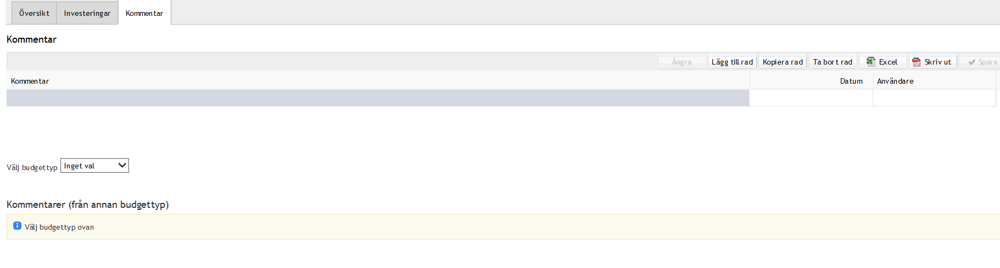 Översikt Investeringar Kommentar
Kommentar
Ångra Lägg till rad Kopiera rad Ta bort rad Excel Skriv ut Spara
Kommentar Datum Användare
Välj budgettyp Inget val
Kommentarer (från annan budgettyp)
Välj budgettyp ovan